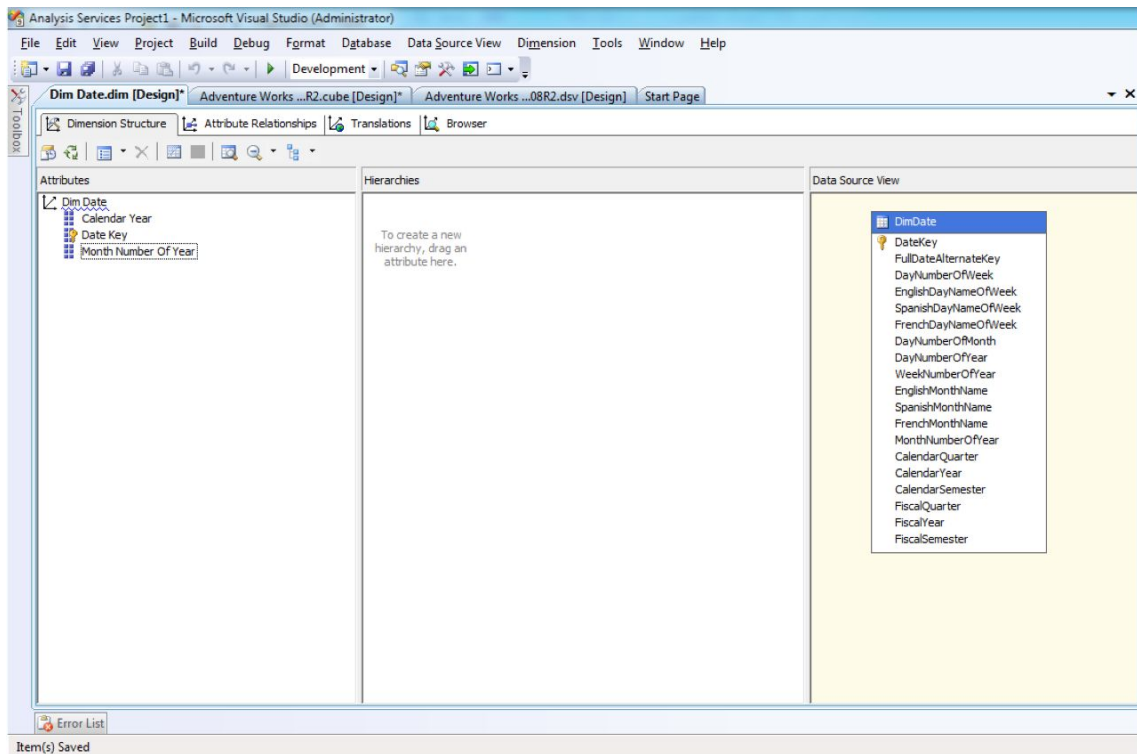 Analysis Services Project1 - Microsoft Visual Studio (Administrator)
File Edit View Project Build Debug Format Database Data Source View Dimension Tools Window Help
Development
Toolbox
Dim Date.dim [Design]* Adventure Works ...R2.cube [Design]* Adventure Works ...08R2.dsv [Design] Start Page
Dimension Structure Attribute Relationships Translations Browser
Attributes
Dim Date
Calendar Year
Date Key
Month Number Of Year
Hierarchies
To create a new
hierarchy, drag an
attribute here.
Data Source View
DimDate
DateKey
FullDateAlternateKey
DayNumberOfWeek
EnglishDayNameOfWeek
SpanishDayNameOfWeek
FrenchDayNameOfWeek
DayNumberOfMonth
DayNumberOfYear
WeekNumberOfYear
EnglishMonthName
SpanishMonthName
FrenchMonthName
MonthNumberOfYear
CalendarQuarter
CalendarYear
CalendarSemester
FiscalQuarter
FiscalYear
FiscalSemester
Error List
Item(s) Saved